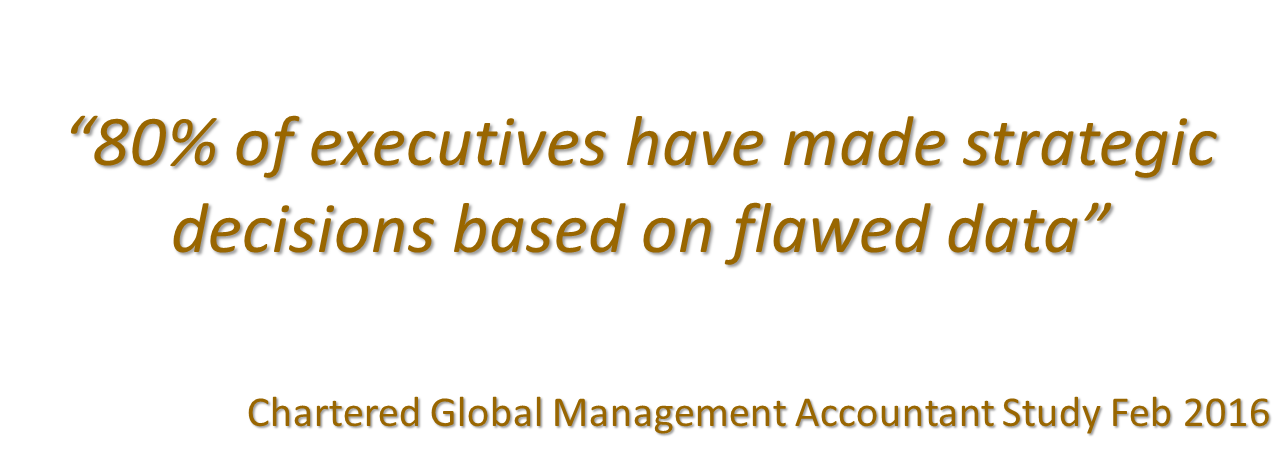 “80% of executives have made strategic
decisions based on flawed data”
Chartered Global Management Accountant Study Feb 2016